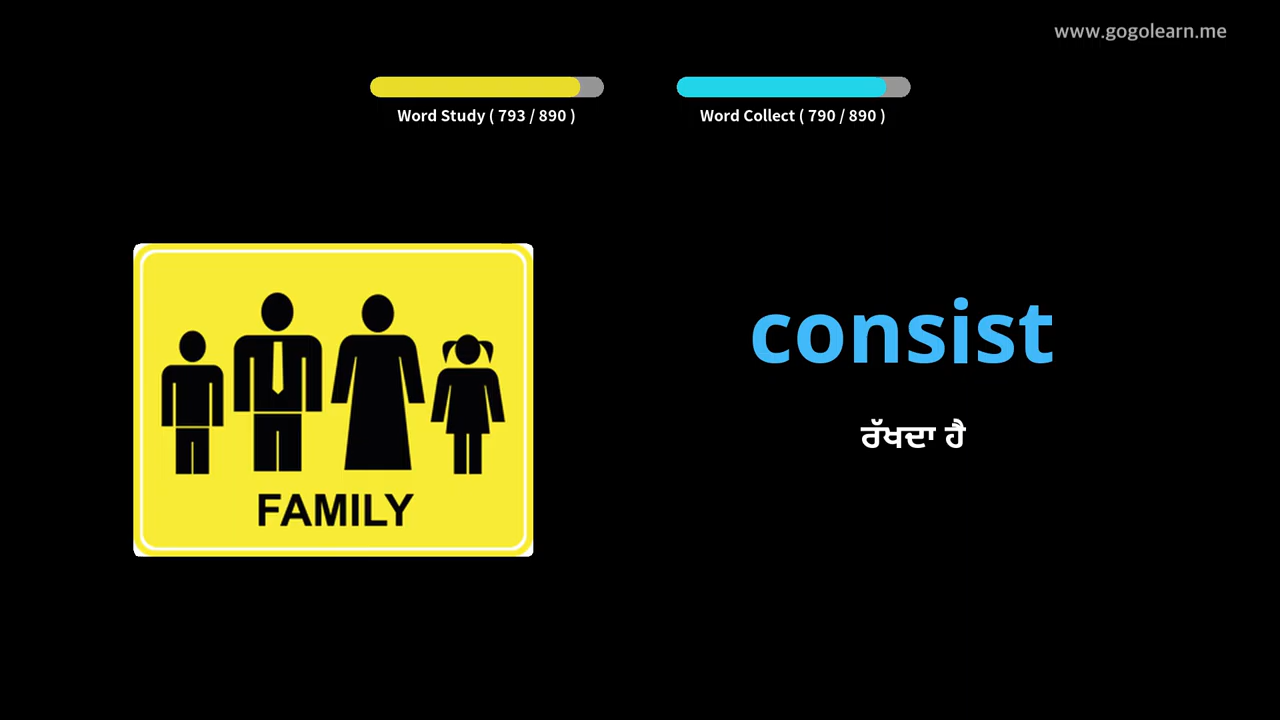 www.gogolearn.me
Word Study ( 793 / 890 )
Word Collect ( 790 / 890 )
consist
ਰੱਖਦਾ ਹੈ
FAMILY